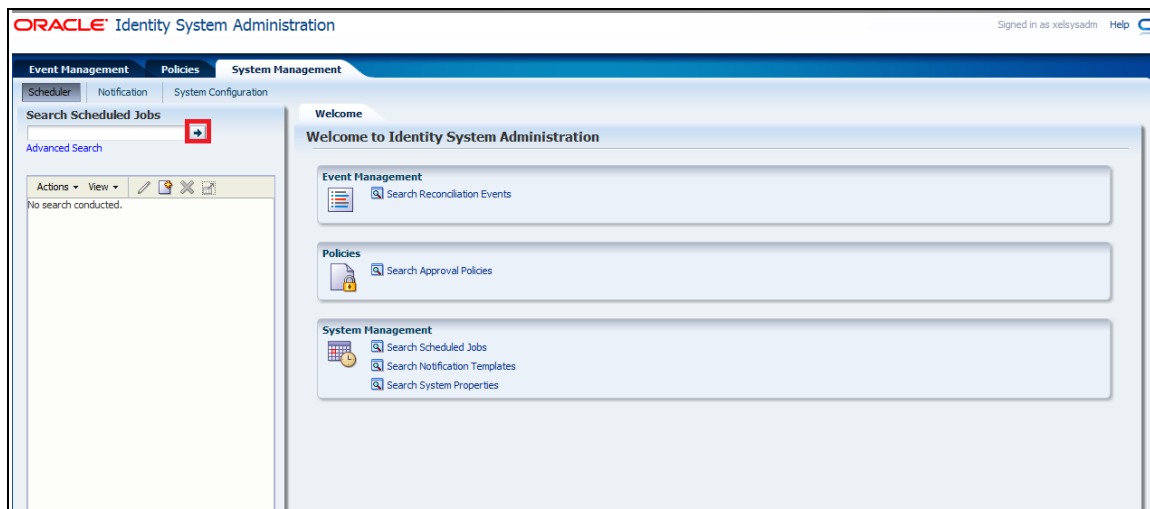 ORACLE Identity System Administration
Signed in as xelsysadm Help
Event Management Policies System Management
Scheduler Notification System Configuration
Search Scheduled Jobs
Advanced Search
Actions View
No search conducted.
Welcome
Welcome to Identity System Administration
Event Management
Search Reconciliation Events
Policies
Search Approval Policies
System Management
Search Scheduled Jobs
Search Notification Templates
Search System Properties